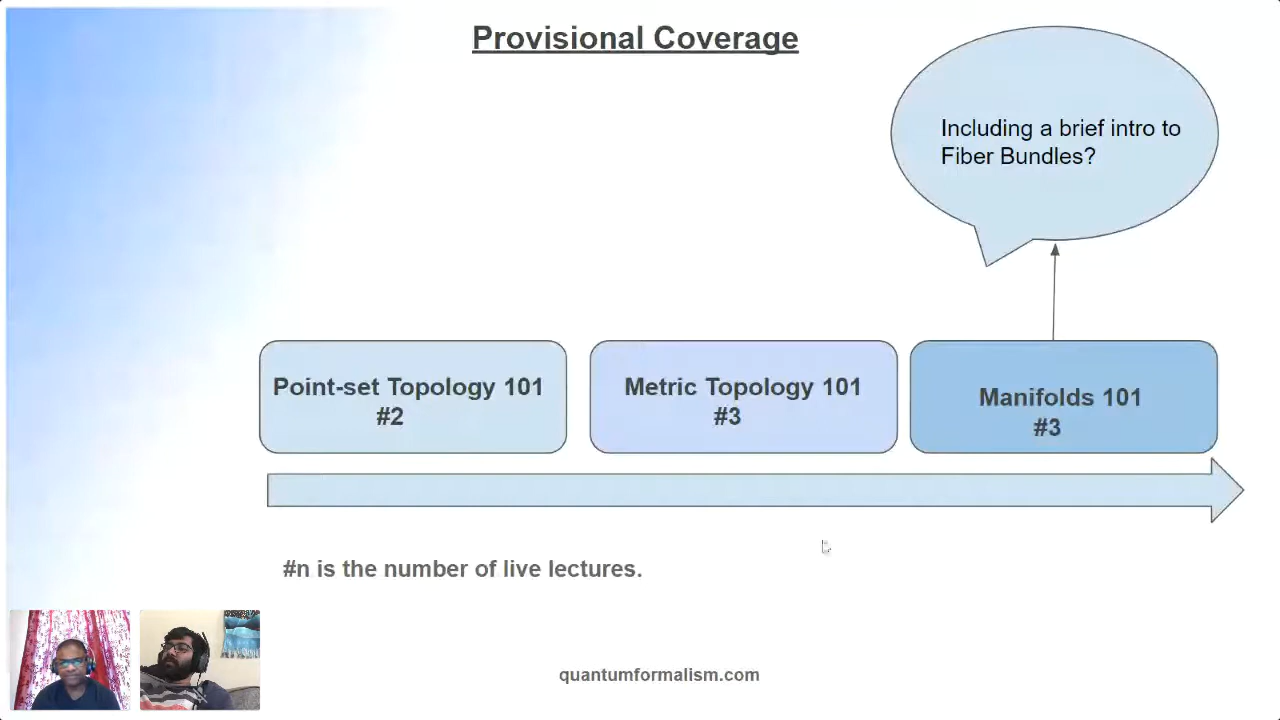 Provisional Coverage
Including a brief intro to
Fiber Bundles?
Point-set Topology 101
#2
Metric Topology 101
#3
Manifolds 101
#3
#n is the number of live lectures.
quantumformalism.com